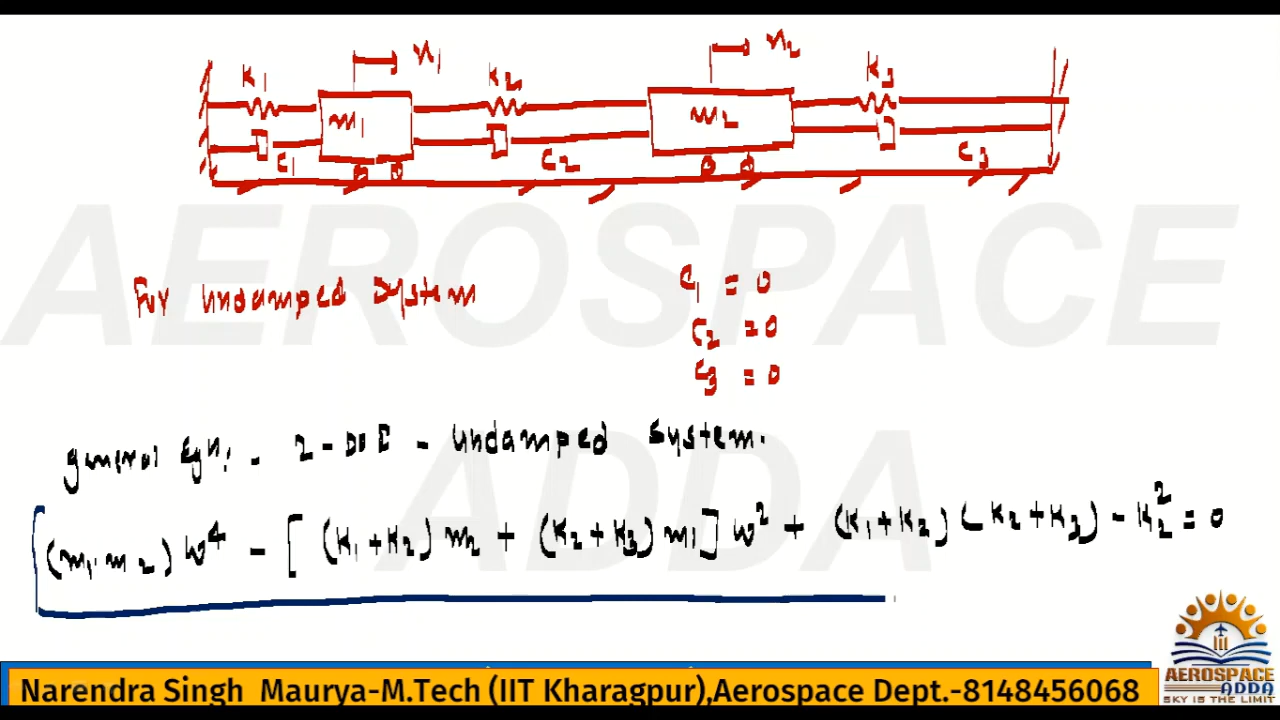 x1 x2
K1 K2 K3
m1 m2
C1 C2 C3
For undamped system
C1 = 0
C2 = 0
C3 = 0
general Eqn:- 2-DOF - Undamped System.
(m1.m2) ω^4 - [(K1+K2) m2 + (K2+K3) m1] ω^2 + (K1+K2) (K2+K3) - K2^2 = 0
AEROSPACE
ADDA
Narendra Singh Maurya-M.Tech (IIT Kharagpur),Aerospace Dept.-8148456068
AEROSPACE
ADDA
SKY IS THE LIMIT